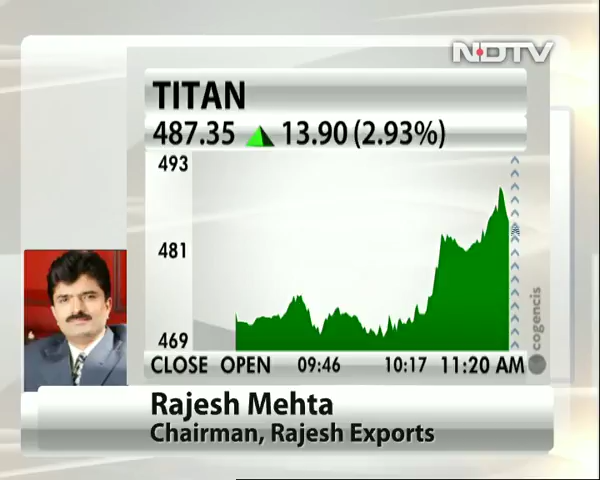 NDTV
TITAN
487.35 ▲ 13.90 (2.93%)
493
481
469
CLOSE OPEN 09:46 10:17 11:20 AM
cogencis
Rajesh Mehta
Chairman, Rajesh Exports